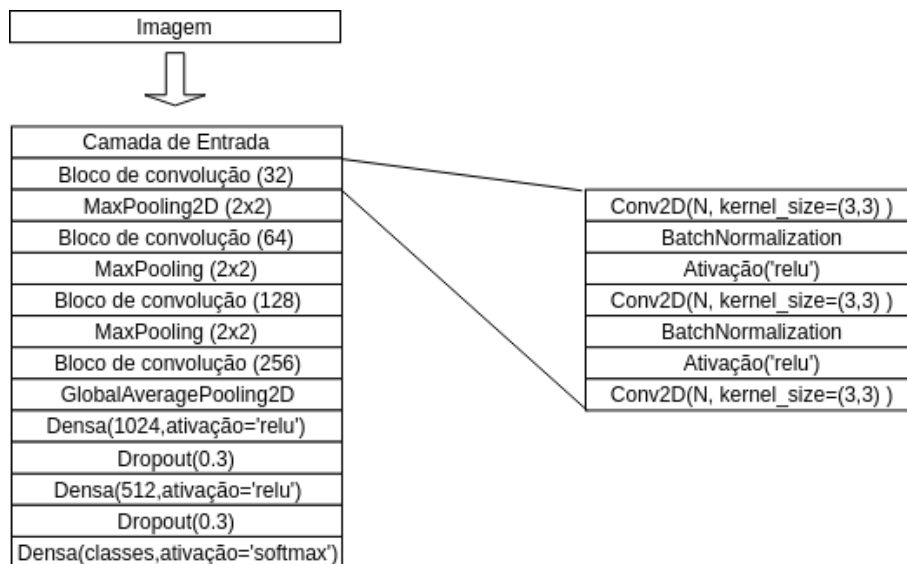 Imagem
Camada de Entrada
Bloco de convolução (32)
MaxPooling2D (2x2)
Bloco de convolução (64)
MaxPooling (2x2)
Bloco de convolução (128)
MaxPooling (2x2)
Bloco de convolução (256)
GlobalAveragePooling2D
Densa(1024,ativação='relu')
Dropout(0.3)
Densa(512,ativação='relu')
Dropout(0.3)
Densa(classes,ativação='softmax')
Conv2D(N, kernel_size=(3,3) )
BatchNormalization
Ativação('relu')
Conv2D(N, kernel_size=(3,3) )
BatchNormalization
Ativação('relu')
Conv2D(N, kernel_size=(3,3) )